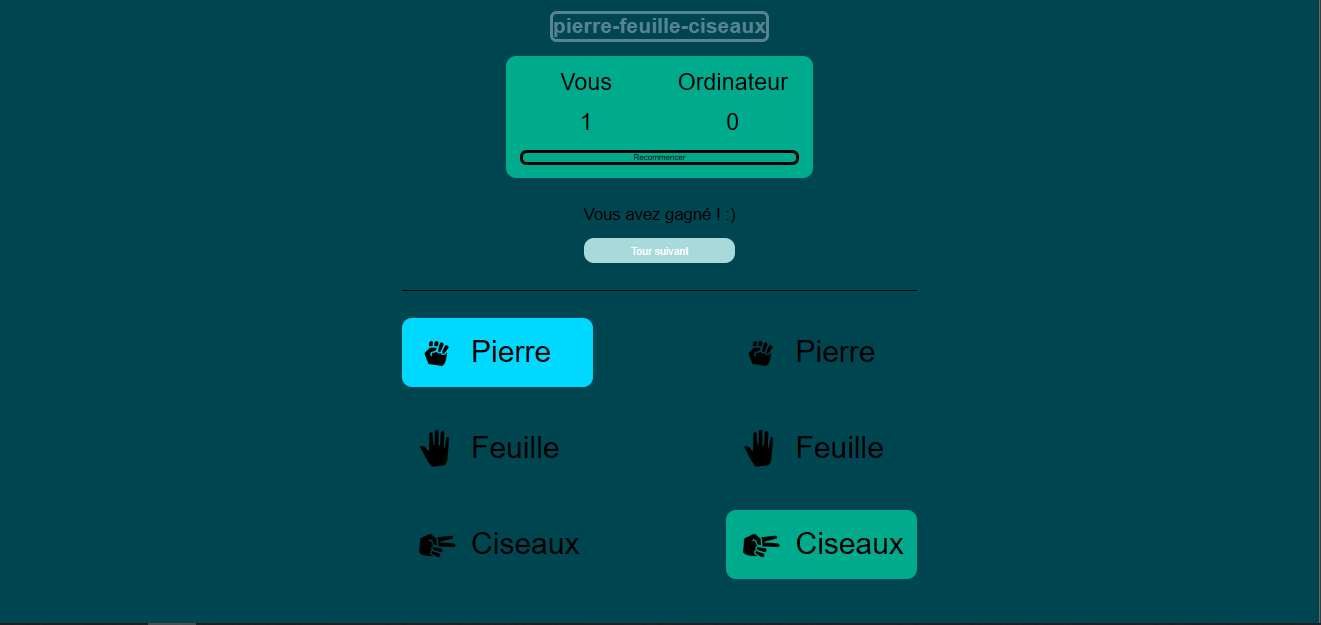 pierre-feuille-ciseaux
Vous Ordinateur
1 0
Recommencer
Vous avez gagné ! :)
Tour suivant
Pierre Pierre
Feuille Feuille
Ciseaux Ciseaux